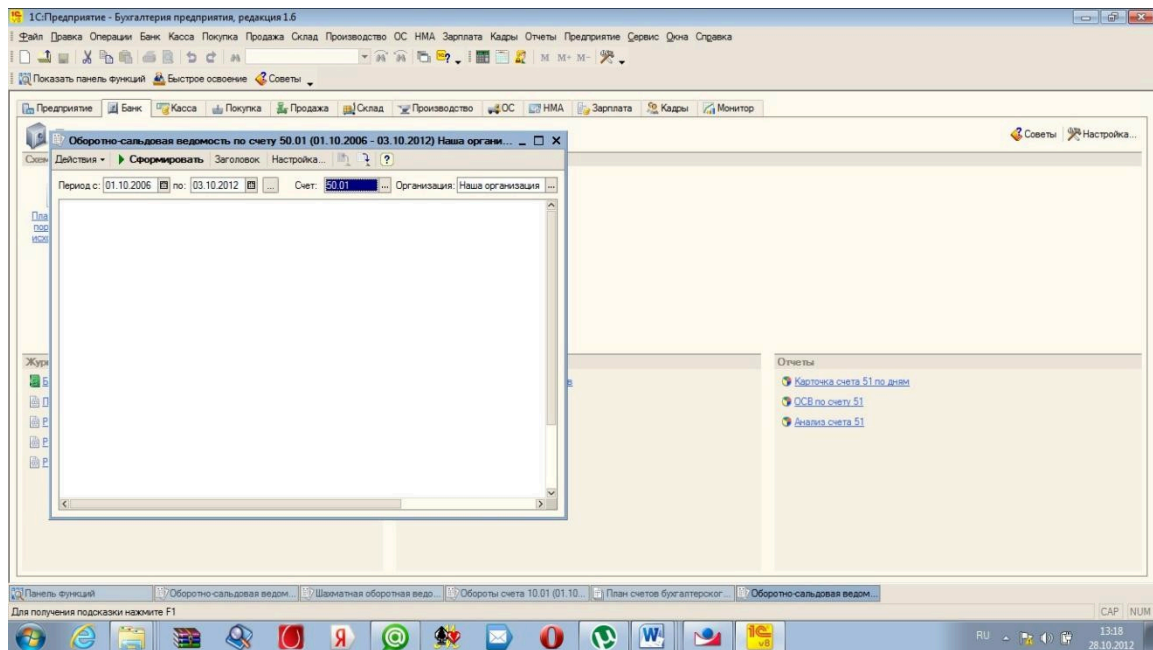 1С:Предприятие - Бухгалтерия предприятия, редакция 1.6
Файл Правка Операции Банк Касса Покупка Продажа Склад Производство ОС НМА Зарплата Кадры Отчеты Предприятие Сервис Окна Справка
M M+ M-
Показать панель функций Быстрое освоение Советы
Предприятие Банк Касса Покупка Продажа Склад Производство ОС НМА Зарплата Кадры Монитор
Советы Настройка...
Оборотно-сальдовая ведомость по счету 50.01 (01.10.2006 - 03.10.2012) Наша органи...
Действия Сформировать Заголовок Настройка...
Период с: 01.10.2006 по: 03.10.2012 ... Счет: 50.01 ... Организация: Наша организация ...
Отчеты
Карточка счета 51 по дням
ОСВ по счету 51
Анализ счета 51
Панель функций Оборотно-сальдовая ведом... Шахматная оборотная ведо... Обороты счета 10.01 (01.10... План счетов бухгалтерског... Оборотно-сальдовая ведом...
Для получения подсказки нажмите F1
CAP NUM
RU
13:18
28.10.2012